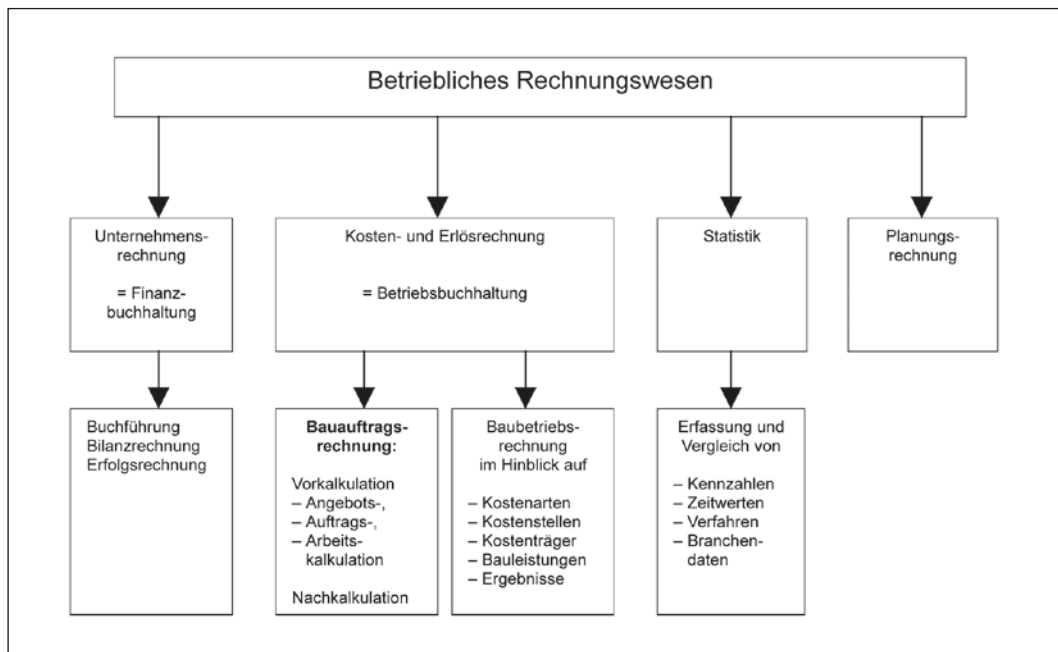 Betriebliches Rechnungswesen
Unternehmens-
rechnung
= Finanz-
buchhaltung
Kosten- und Erlösrechnung
= Betriebsbuchhaltung
Statistik
Planungs-
rechnung
Buchführung
Bilanzrechnung
Erfolgsrechnung
Bauauftrags-
rechnung:
Vorkalkulation
– Angebots-,
– Auftrags-,
– Arbeits-
kalkulation
Nachkalkulation
Baubetriebs-
rechnung
im Hinblick auf
– Kostenarten
– Kostenstellen
– Kostenträger
– Bauleistungen
– Ergebnisse
Erfassung und
Vergleich von
– Kennzahlen
– Zeitwerten
– Verfahren
– Branchen-
daten